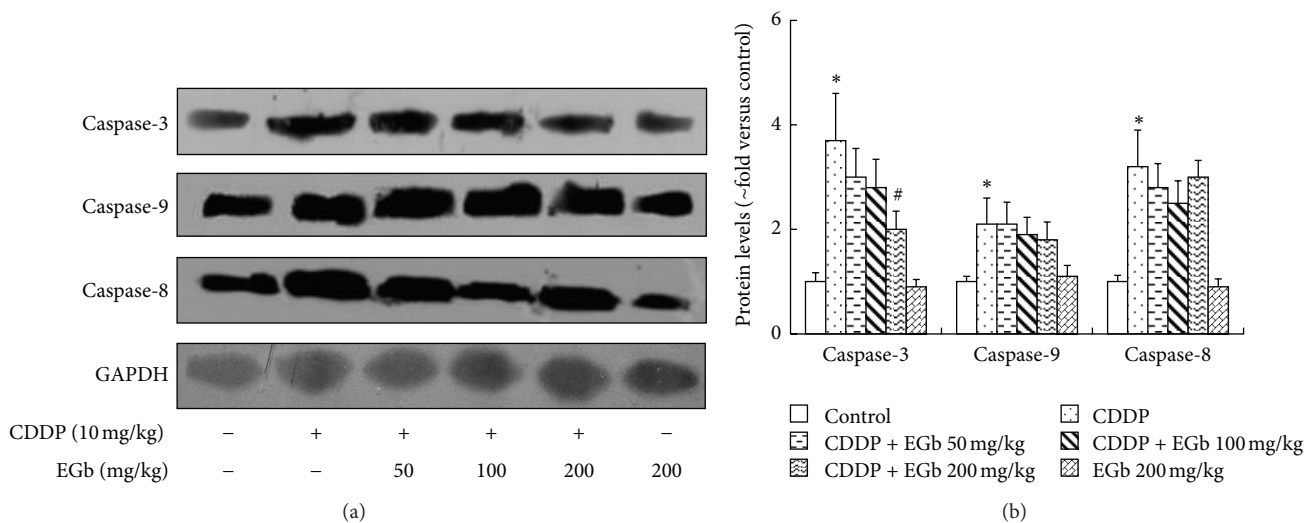 Caspase-3
Caspase-9
Caspase-8
GAPDH
CDDP (10 mg/kg) − + + + + −
EGb (mg/kg) − − 50 100 200 200
(a)
Protein levels (~fold versus control)
6
4
2
0
* # * *
Caspase-3 Caspase-9 Caspase-8
Control CDDP
CDDP + EGb 50 mg/kg CDDP + EGb 100 mg/kg
CDDP + EGb 200 mg/kg EGb 200 mg/kg
(b)